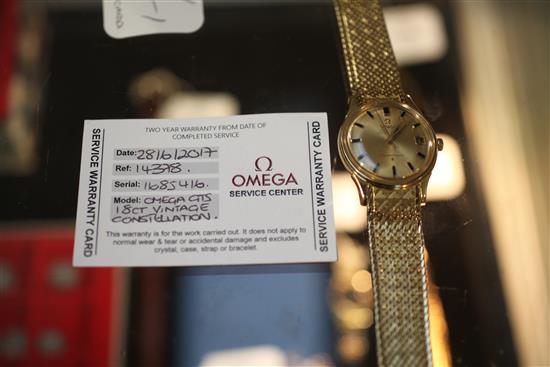 TWO YEAR WARRANTY FROM DATE OF
COMPLETED SERVICE
SERVICE WARRANTY CARD
Date: 28/6/2017
Ref: 14398.
Serial: 1685416.
Model: OMEGA GTS
18CT VINTAGE
CONSTELLATION.
Ω
OMEGA
SERVICE CENTER
SERVICE WARRANTY CARD
This warranty is for the work carried out. It does not apply to
normal wear & tear or accidental damage and excludes
crystal, case, strap or bracelet.
OMEGA